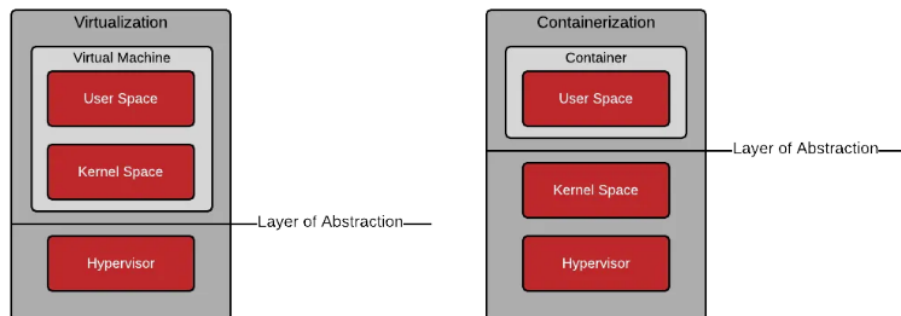 Virtualization
Virtual Machine
User Space
Kernel Space
Layer of Abstraction
Hypervisor
Containerization
Container
User Space
Layer of Abstraction
Kernel Space
Hypervisor